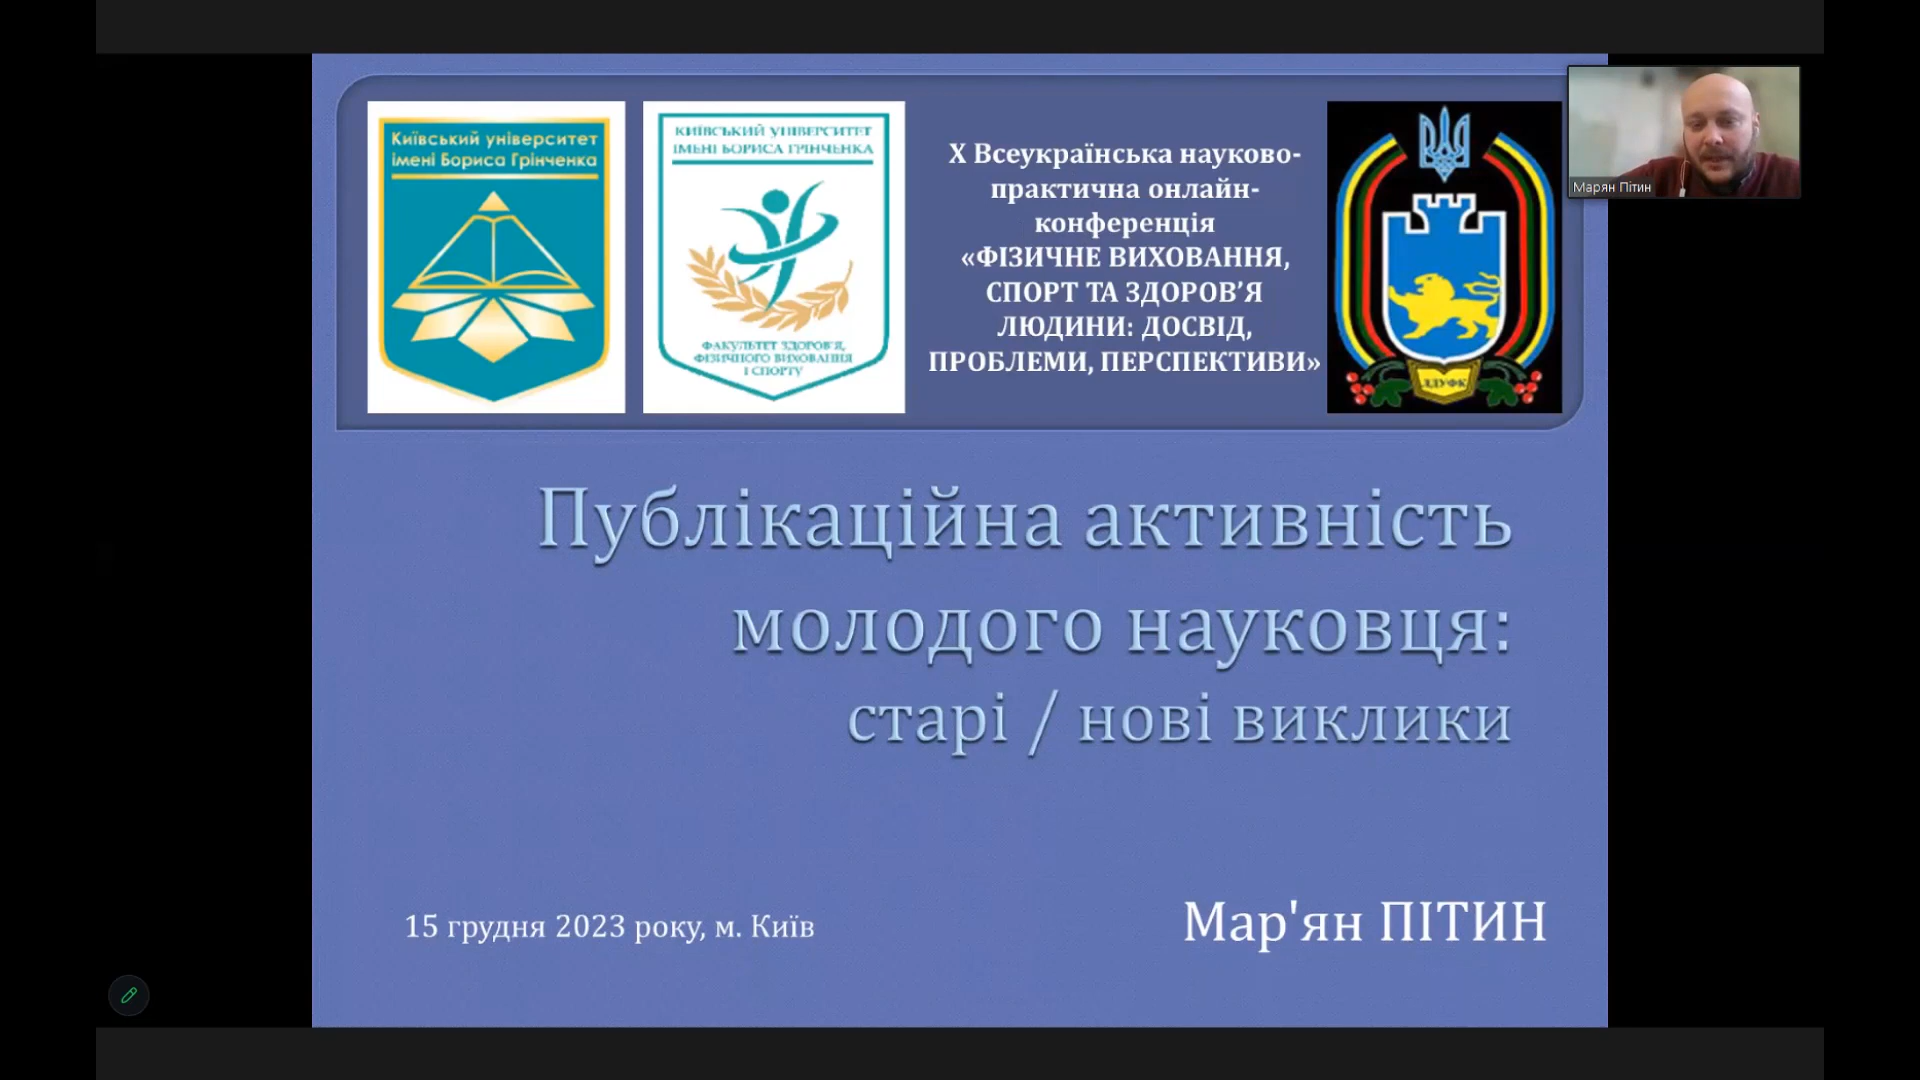 Київський університет
імені Бориса Грінченка
КИЇВСЬКИЙ УНІВЕРСИТЕТ
ІМЕНІ БОРИСА ГРІНЧЕНКА
ФАКУЛЬТЕТ ЗДОРОВ'Я,
ФІЗИЧНОГО ВИХОВАННЯ
І СПОРТУ
Х Всеукраїнська науково-
практична онлайн-
конференція
«ФІЗИЧНЕ ВИХОВАННЯ,
СПОРТ ТА ЗДОРОВ’Я
ЛЮДИНИ: ДОСВІД,
ПРОБЛЕМИ, ПЕРСПЕКТИВИ»
ЛДУФК
Марян Пітин
Публікаційна активність
молодого науковця:
старі / нові виклики
15 грудня 2023 року, м. Київ
Мар'ян ПІТИН